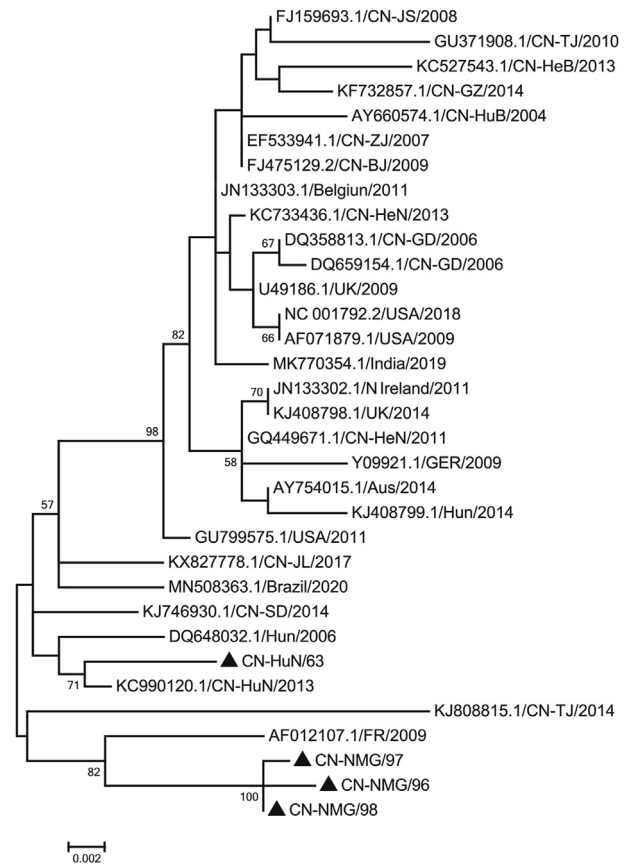 FJ159693.1/CN-JS/2008
GU371908.1/CN-TJ/2010
KC527543.1/CN-HeB/2013
KF732857.1/CN-GZ/2014
AY660574.1/CN-HuB/2004
EF533941.1/CN-ZJ/2007
FJ475129.2/CN-BJ/2009
JN133303.1/Belgiun/2011
KC733436.1/CN-HeN/2013
67 DQ358813.1/CN-GD/2006
DQ659154.1/CN-GD/2006
U49186.1/UK/2009
NC 001792.2/USA/2018
66 AF071879.1/USA/2009
82
MK770354.1/India/2019
70 JN133302.1/N Ireland/2011
KJ408798.1/UK/2014
98
GQ449671.1/CN-HeN/2011
58 Y09921.1/GER/2009
AY754015.1/Aus/2014
57
KJ408799.1/Hun/2014
GU799575.1/USA/2011
KX827778.1/CN-JL/2017
MN508363.1/Brazil/2020
KJ746930.1/CN-SD/2014
DQ648032.1/Hun/2006
CN-HuN/63
71 KC990120.1/CN-HuN/2013
KJ808815.1/CN-TJ/2014
AF012107.1/FR/2009
CN-NMG/97
82
CN-NMG/96
100
CN-NMG/98
0.002